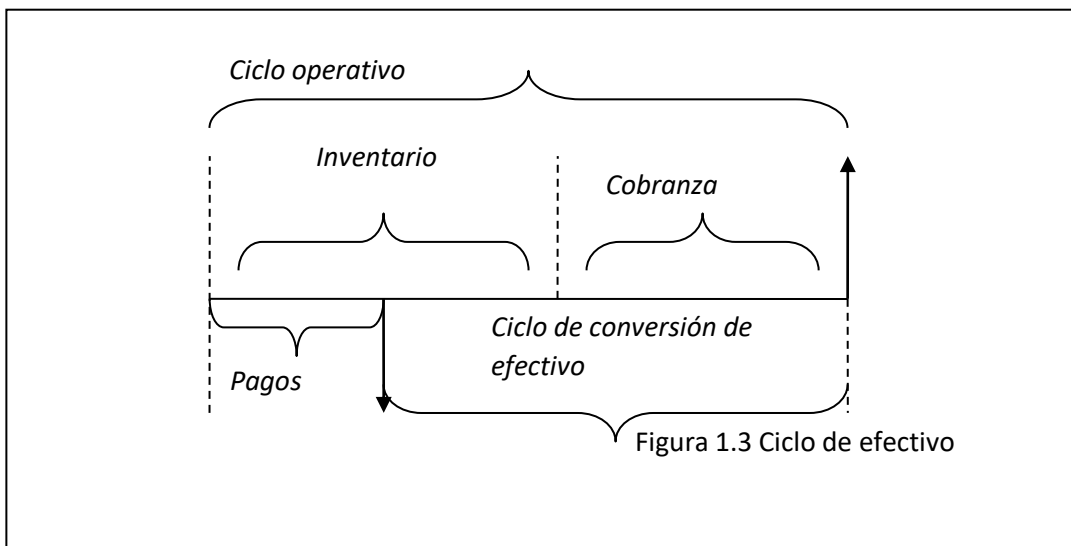 Ciclo operativo
Inventario
Cobranza
Ciclo de conversión de
efectivo
Pagos
Figura 1.3 Ciclo de efectivo